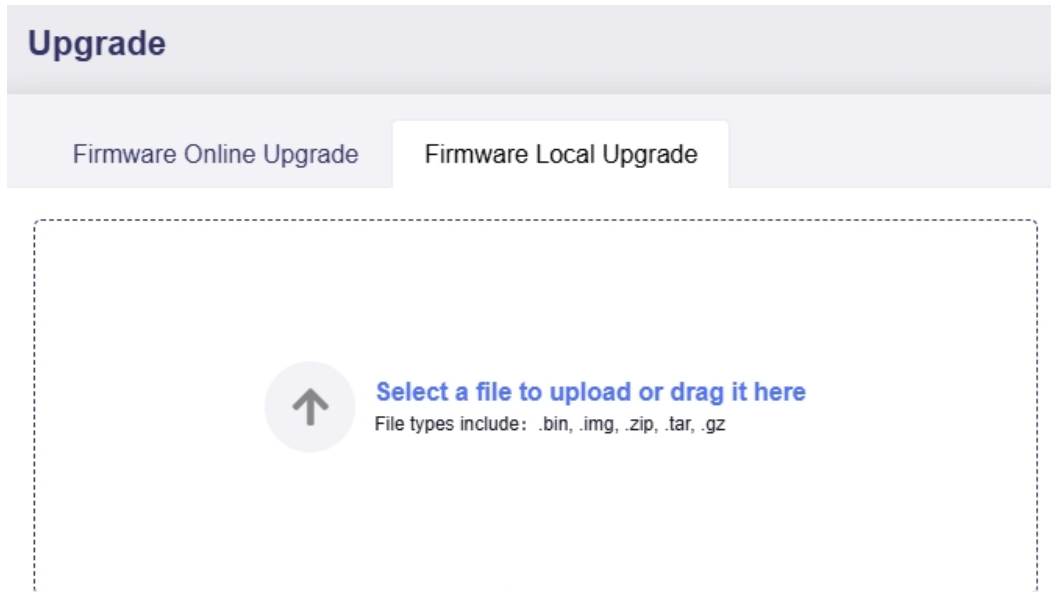 Upgrade
Firmware Online Upgrade
Firmware Local Upgrade
Select a file to upload or drag it here
File types include：.bin, .img, .zip, .tar, .gz